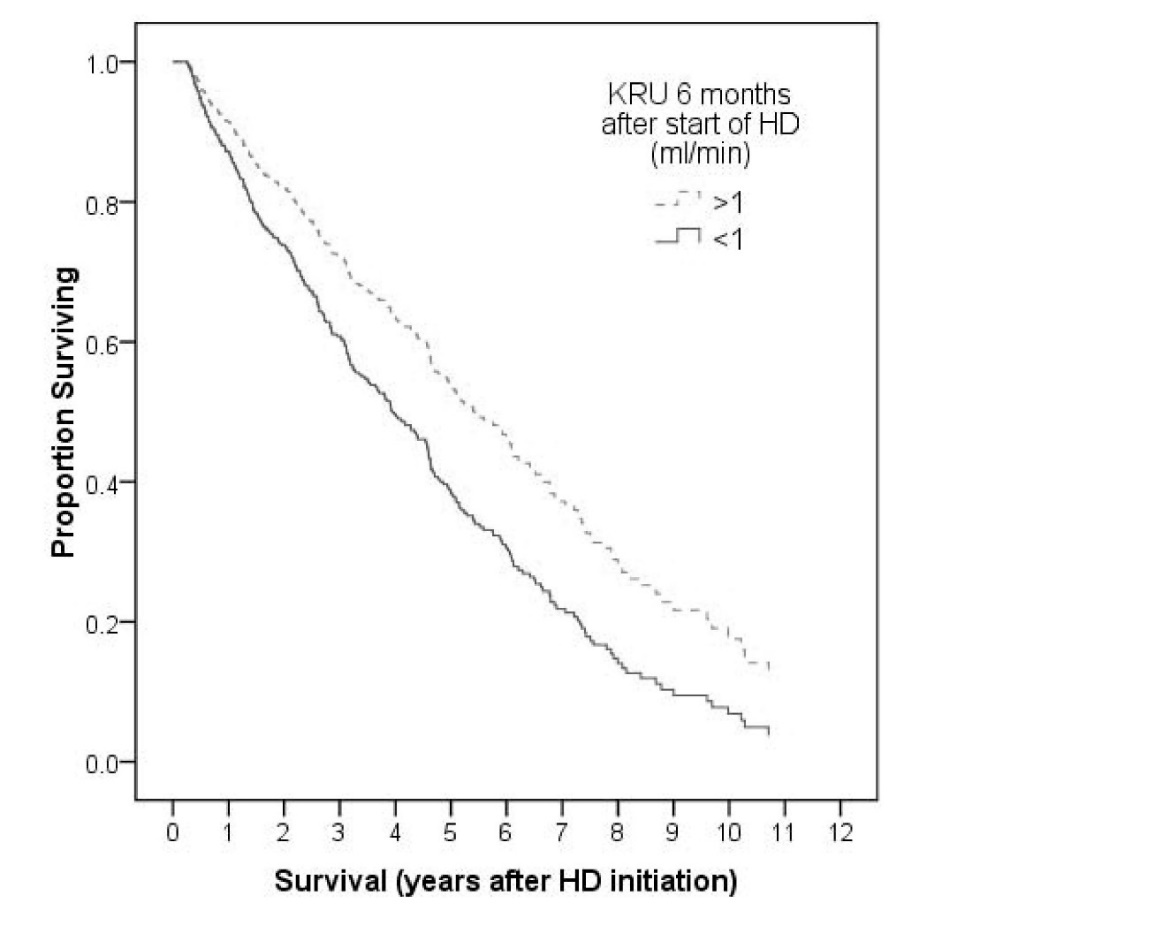 KRU 6 months
after start of HD
(ml/min)
>1
<1
1.0
0.8
0.6
0.4
0.2
0.0
Proportion Surviving
0 1 2 3 4 5 6 7 8 9 10 11 12
Survival (years after HD initiation)